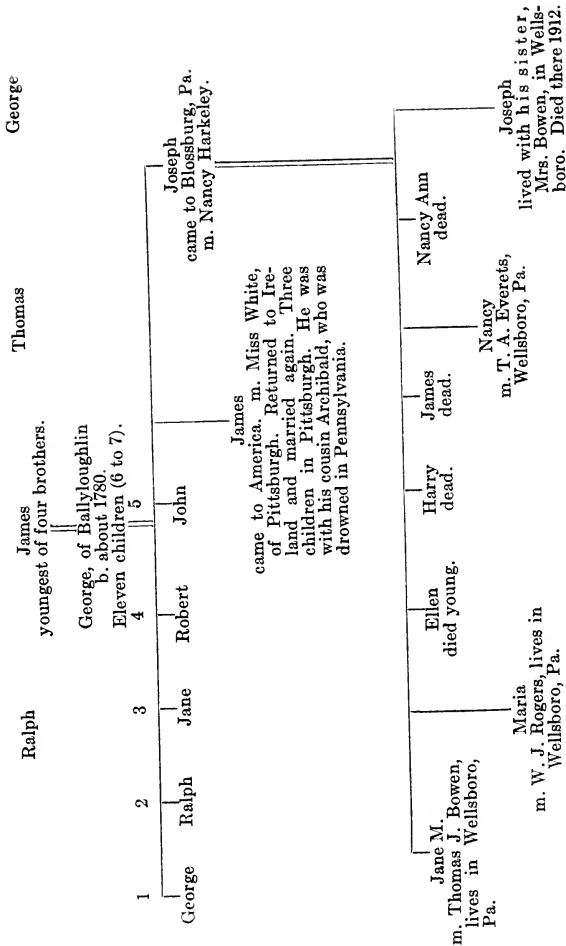 Ralph
James
youngest of four brothers.
Thomas
George
George, of Ballyloughlin
b. about 1780.
Eleven children (6 to 7).
1
2
3
4
5
George
Ralph
Jane
Robert
John
James
came to America. m. Miss White,
of Pittsburgh. Returned to Ire-
land and married again. Three
children in Pittsburgh. He was
with his cousin Archibald, who was
drowned in Pennsylvania.
Joseph
came to Blossburg, Pa.
m. Nancy Harkeley.
Jane M.
m. Thomas J. Bowen,
lives in Wellsboro,
Pa.
Maria
m. W. J. Rogers, lives in
Wellsboro, Pa.
Ellen
died young.
Harry
dead.
James
dead.
Nancy
m. T. A. Everets,
Wellsboro, Pa.
Nancy Ann
dead.
Joseph
lived with his sister,
Mrs. Bowen, in Wells-
boro. Died there 1912.